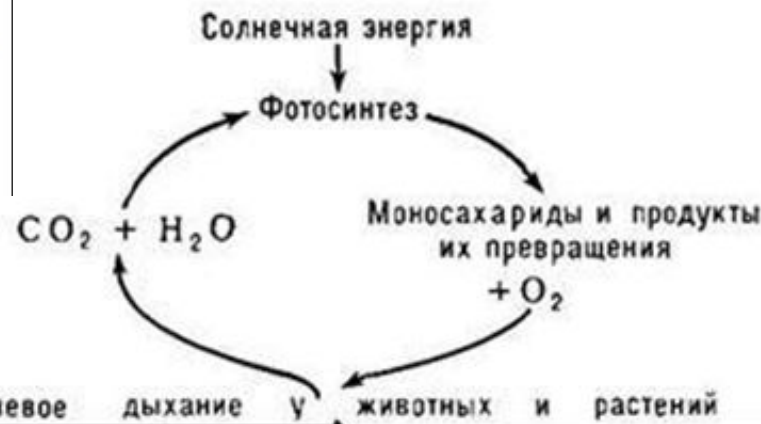 Солнечная энергия
Фотосинтез
CO₂ + H₂O
Моносахариды и продукты
их превращения
+ O₂
дыхание у животных и растений